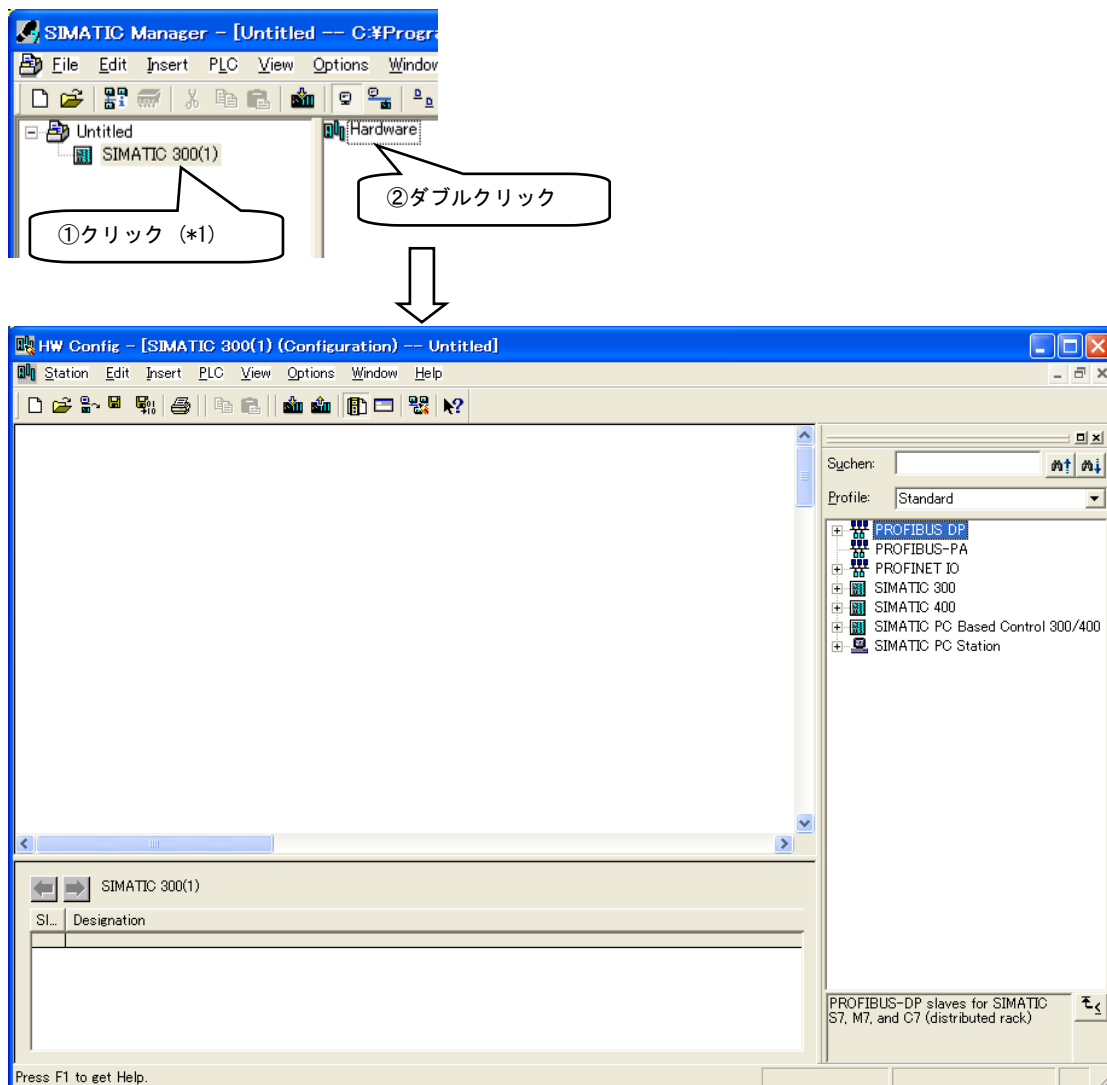 SIMATIC Manager - [Untitled -- C:¥Progra
File Edit Insert PLC View Options Window
Untitled
SIMATIC 300(1)
Hardware
②ダブルクリック
①クリック (*1)
HW Config - [SIMATIC 300(1) (Configuration) -- Untitled]
Station Edit Insert PLC View Options Window Help
Suchen:
Profile: Standard
PROFIBUS DP
PROFIBUS-PA
PROFINET IO
SIMATIC 300
SIMATIC 400
SIMATIC PC Based Control 300/400
SIMATIC PC Station
SIMATIC 300(1)
Sl... Designation
PROFIBUS-DP slaves for SIMATIC
S7, M7, and C7 (distributed rack)
Press F1 to get Help.